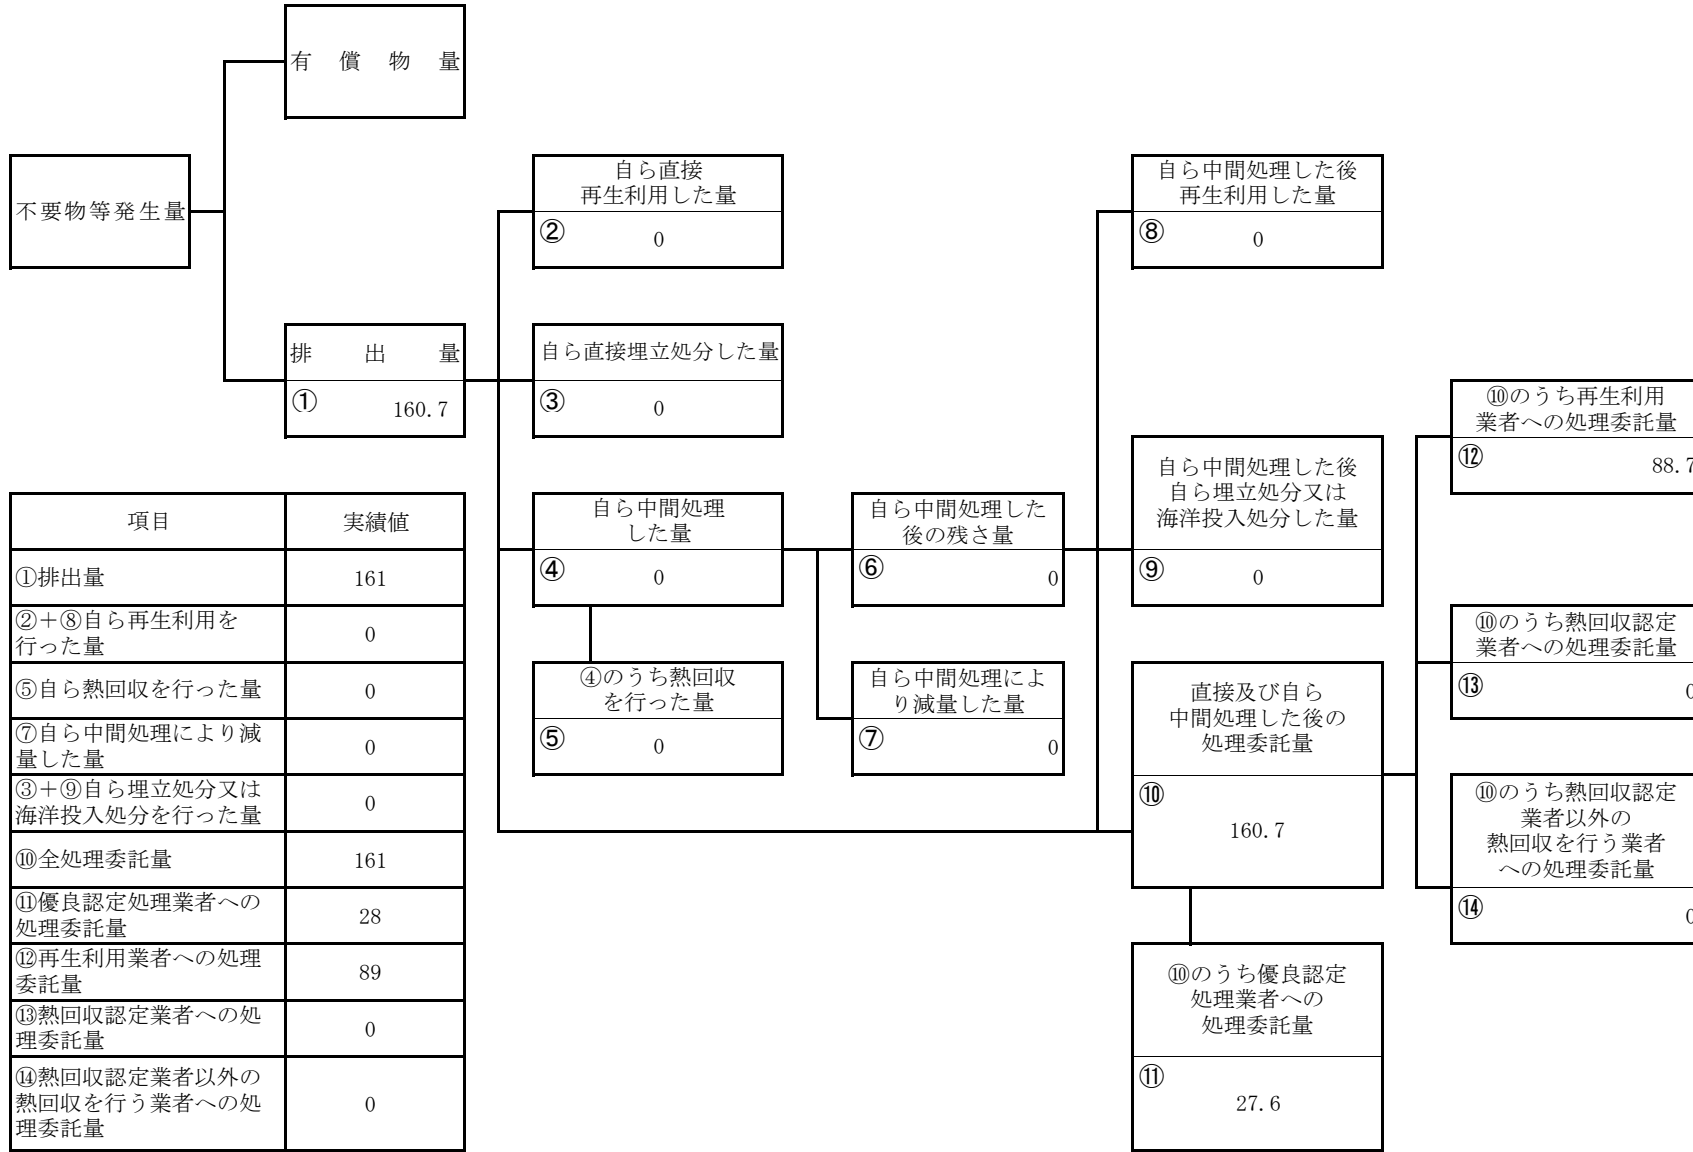 有償物量
不要物等発生量
排出量
① 160.7
自ら直接
再生利用した量
② 0
自ら直接埋立処分した量
③ 0
自ら中間処理
した量
④ 0
④のうち熱回収
を行った量
⑤ 0
自ら中間処理した
後の残さ量
⑥ 0
自ら中間処理によ
り減量した量
⑦ 0
自ら中間処理した後
再生利用した量
⑧ 0
自ら中間処理した後
自ら埋立処分又は
海洋投入処分した量
⑨ 0
直接及び自ら
中間処理した後の
処理委託量
⑩
160.7
⑩のうち優良認定
処理業者への
処理委託量
⑪
27.6
⑩のうち再生利用
業者への処理委託量
⑫ 88.7
⑩のうち熱回収認定
業者への処理委託量
⑬ 0
⑩のうち熱回収認定
業者以外の
熱回収を行う業者
への処理委託量
⑭ 0
項目 実績値
①排出量 161
②+⑧自ら再生利用を
行った量 0
⑤自ら熱回収を行った量 0
⑦自ら中間処理により減
量した量 0
③+⑨自ら埋立処分又は
海洋投入処分を行った量 0
⑩全処理委託量 161
⑪優良認定処理業者への
処理委託量 28
⑫再生利用業者への処理
委託量 89
⑬熱回収認定業者への処
理委託量 0
⑭熱回収認定業者以外の
熱回収を行う業者への処
理委託量 0